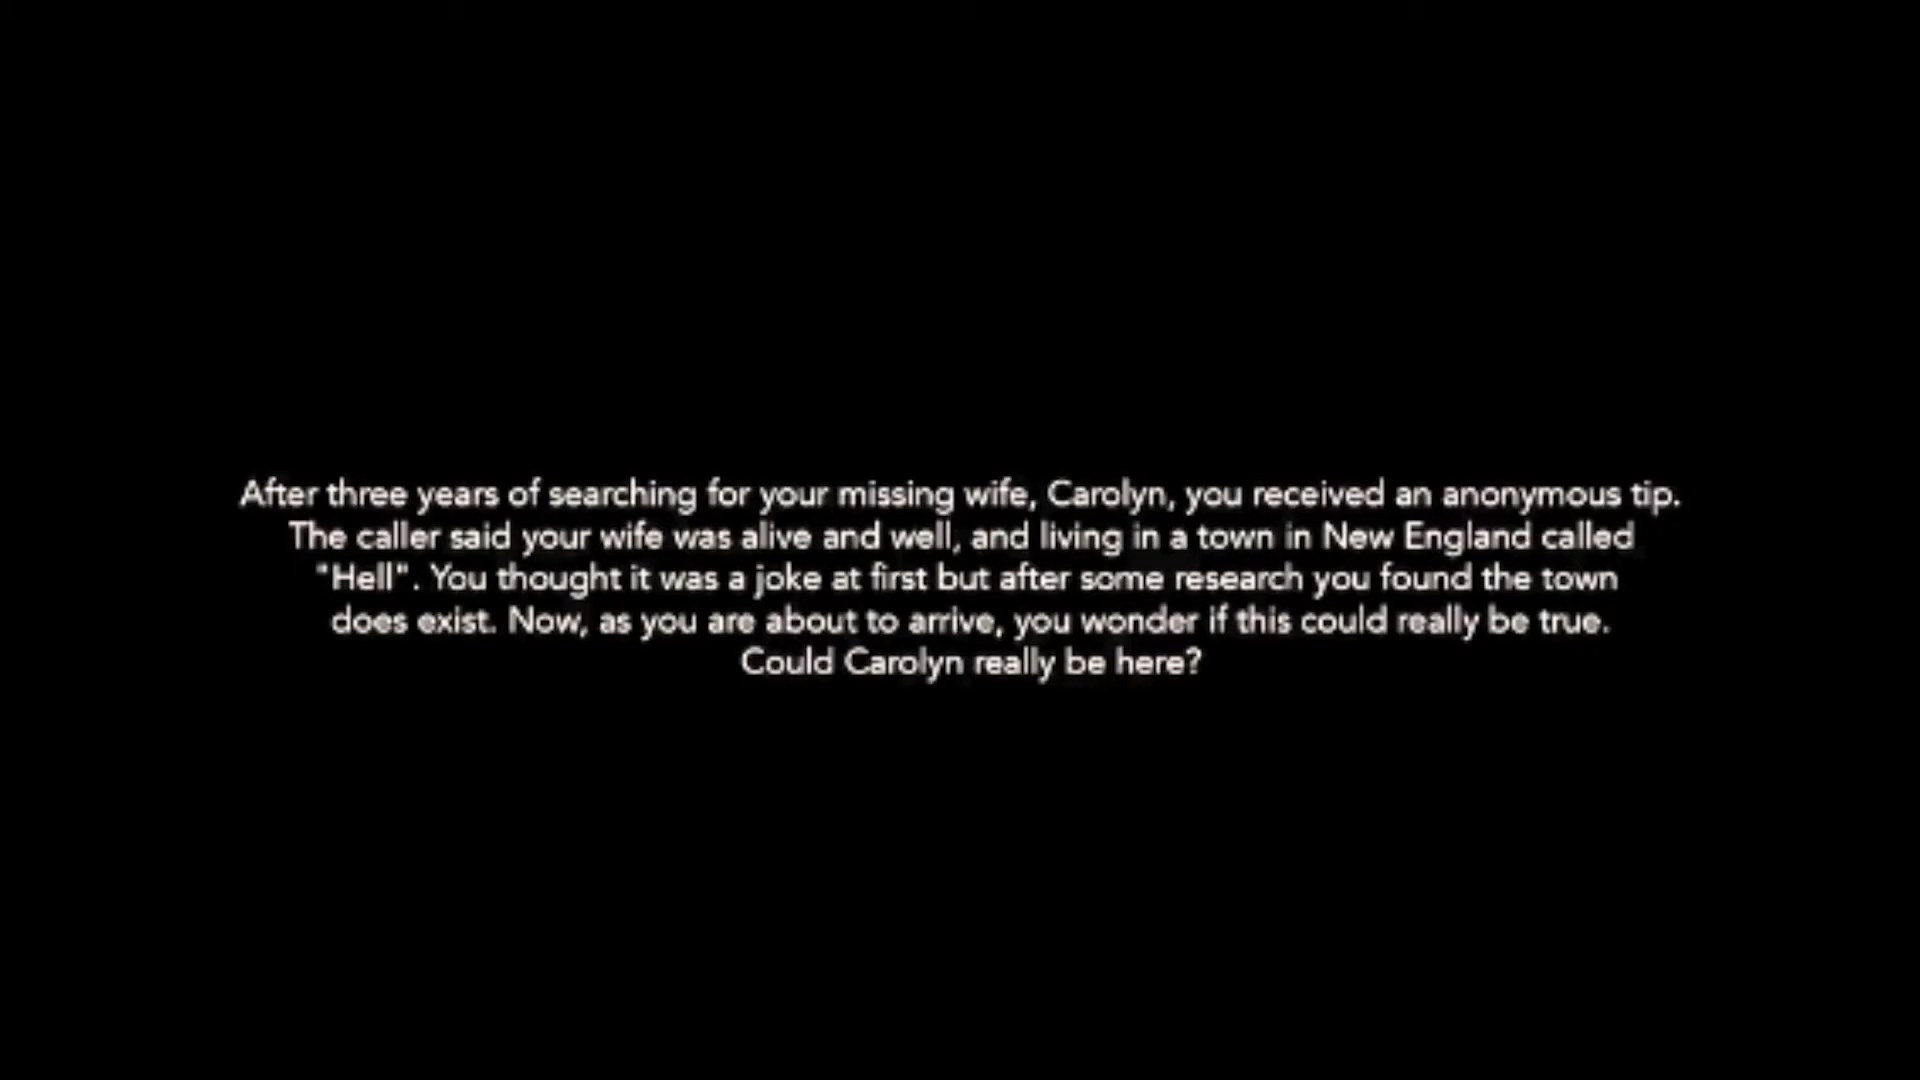 After three years of searching for your missing wife, Carolyn, you received an anonymous tip.
The caller said your wife was alive and well, and living in a town in New England called
"Hell". You thought it was a joke at first but after some research you found the town
does exist. Now, as you are about to arrive, you wonder if this could really be true.
Could Carolyn really be here?